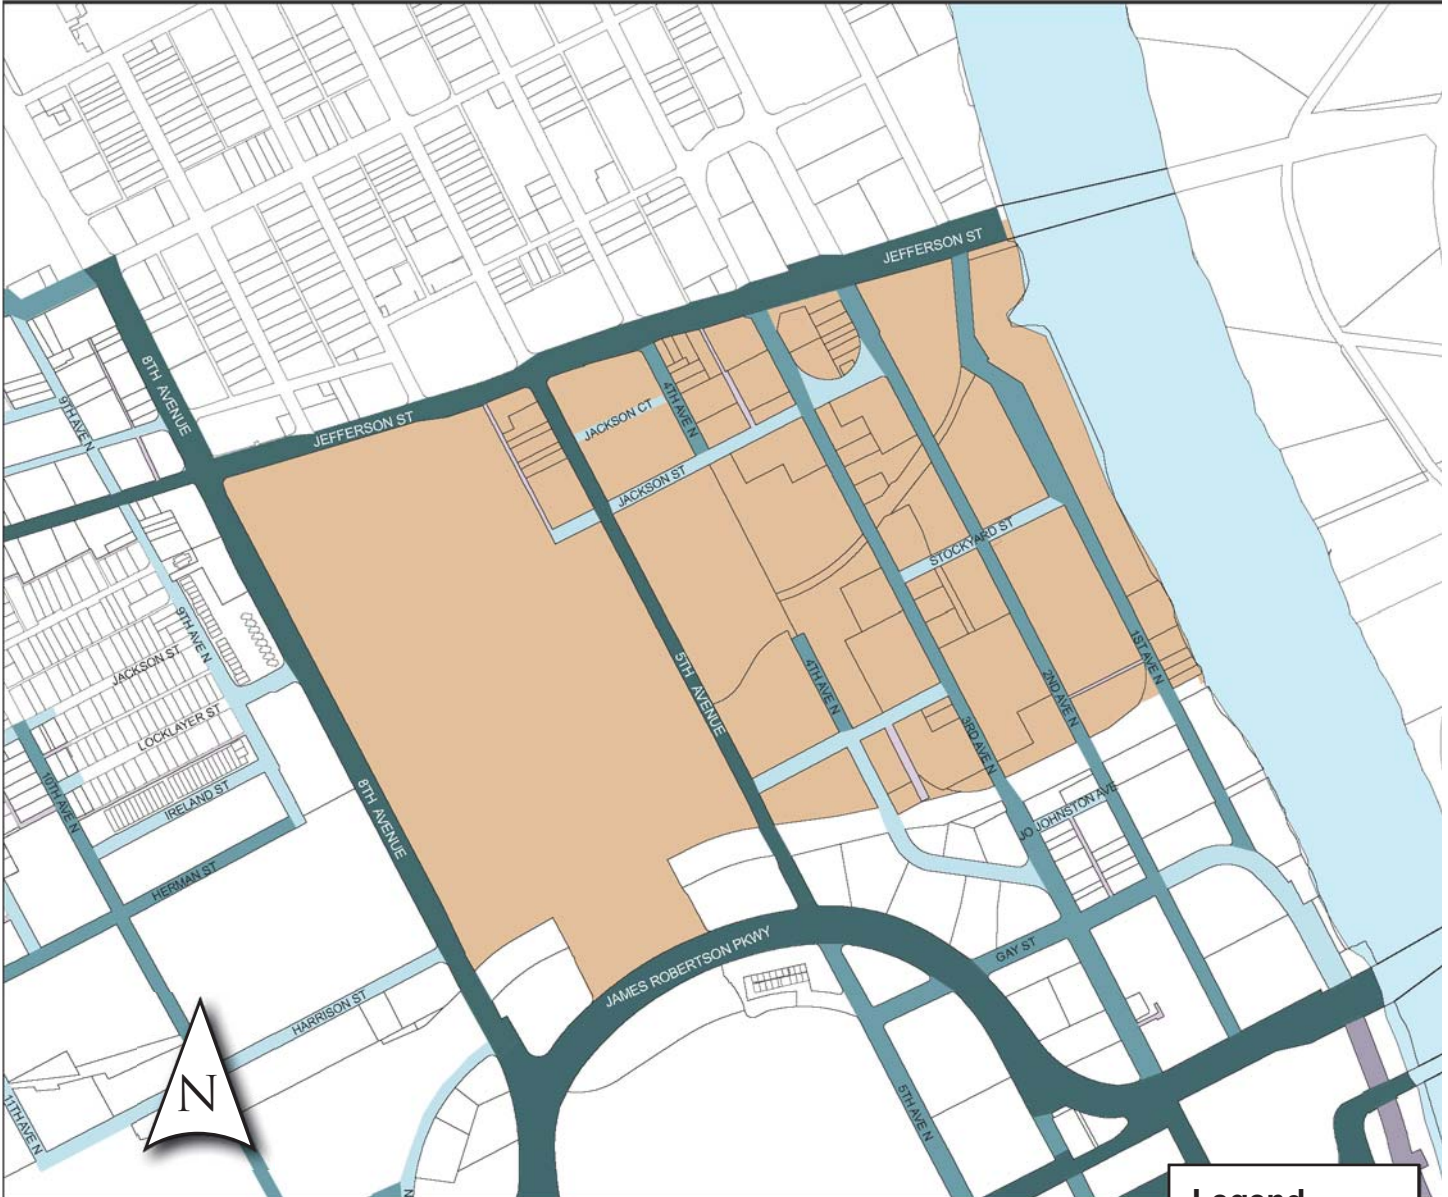 JEFFERSON ST
8TH AVENUE
9TH AVE N
JEFFERSON ST
JACKSON CT
4TH AVE N
JACKSON ST
STOCKYARD ST
9TH AVE N
JACKSON ST
LOCKLAYER ST
5TH AVENUE
4TH AVE N
1ST AVE N
2ND AVE N
3RD AVE N
10TH AVE N
IRELAND ST
8TH AVENUE
JO JOHNSTON AVE
HERMAN ST
JAMES ROBERTSON PKWY
GAY ST
HARRISON ST
N
11TH AVE N
5TH AVE N
N
Legend